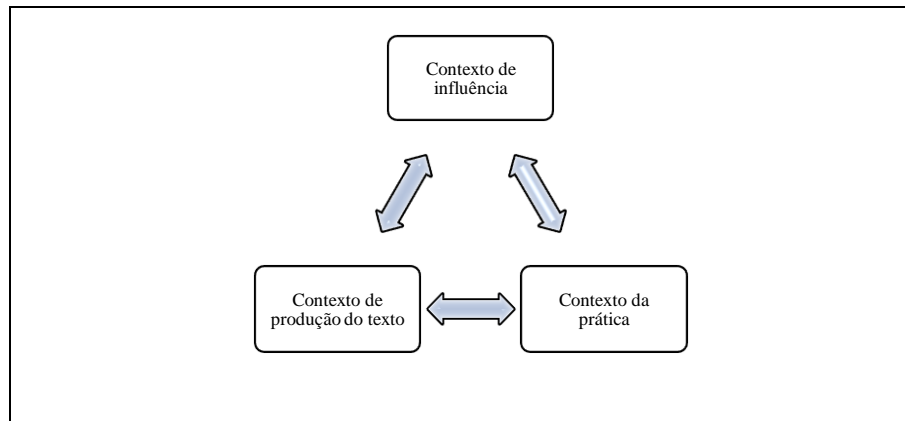 Contexto de
influência
Contexto de
produção do texto
Contexto da
prática